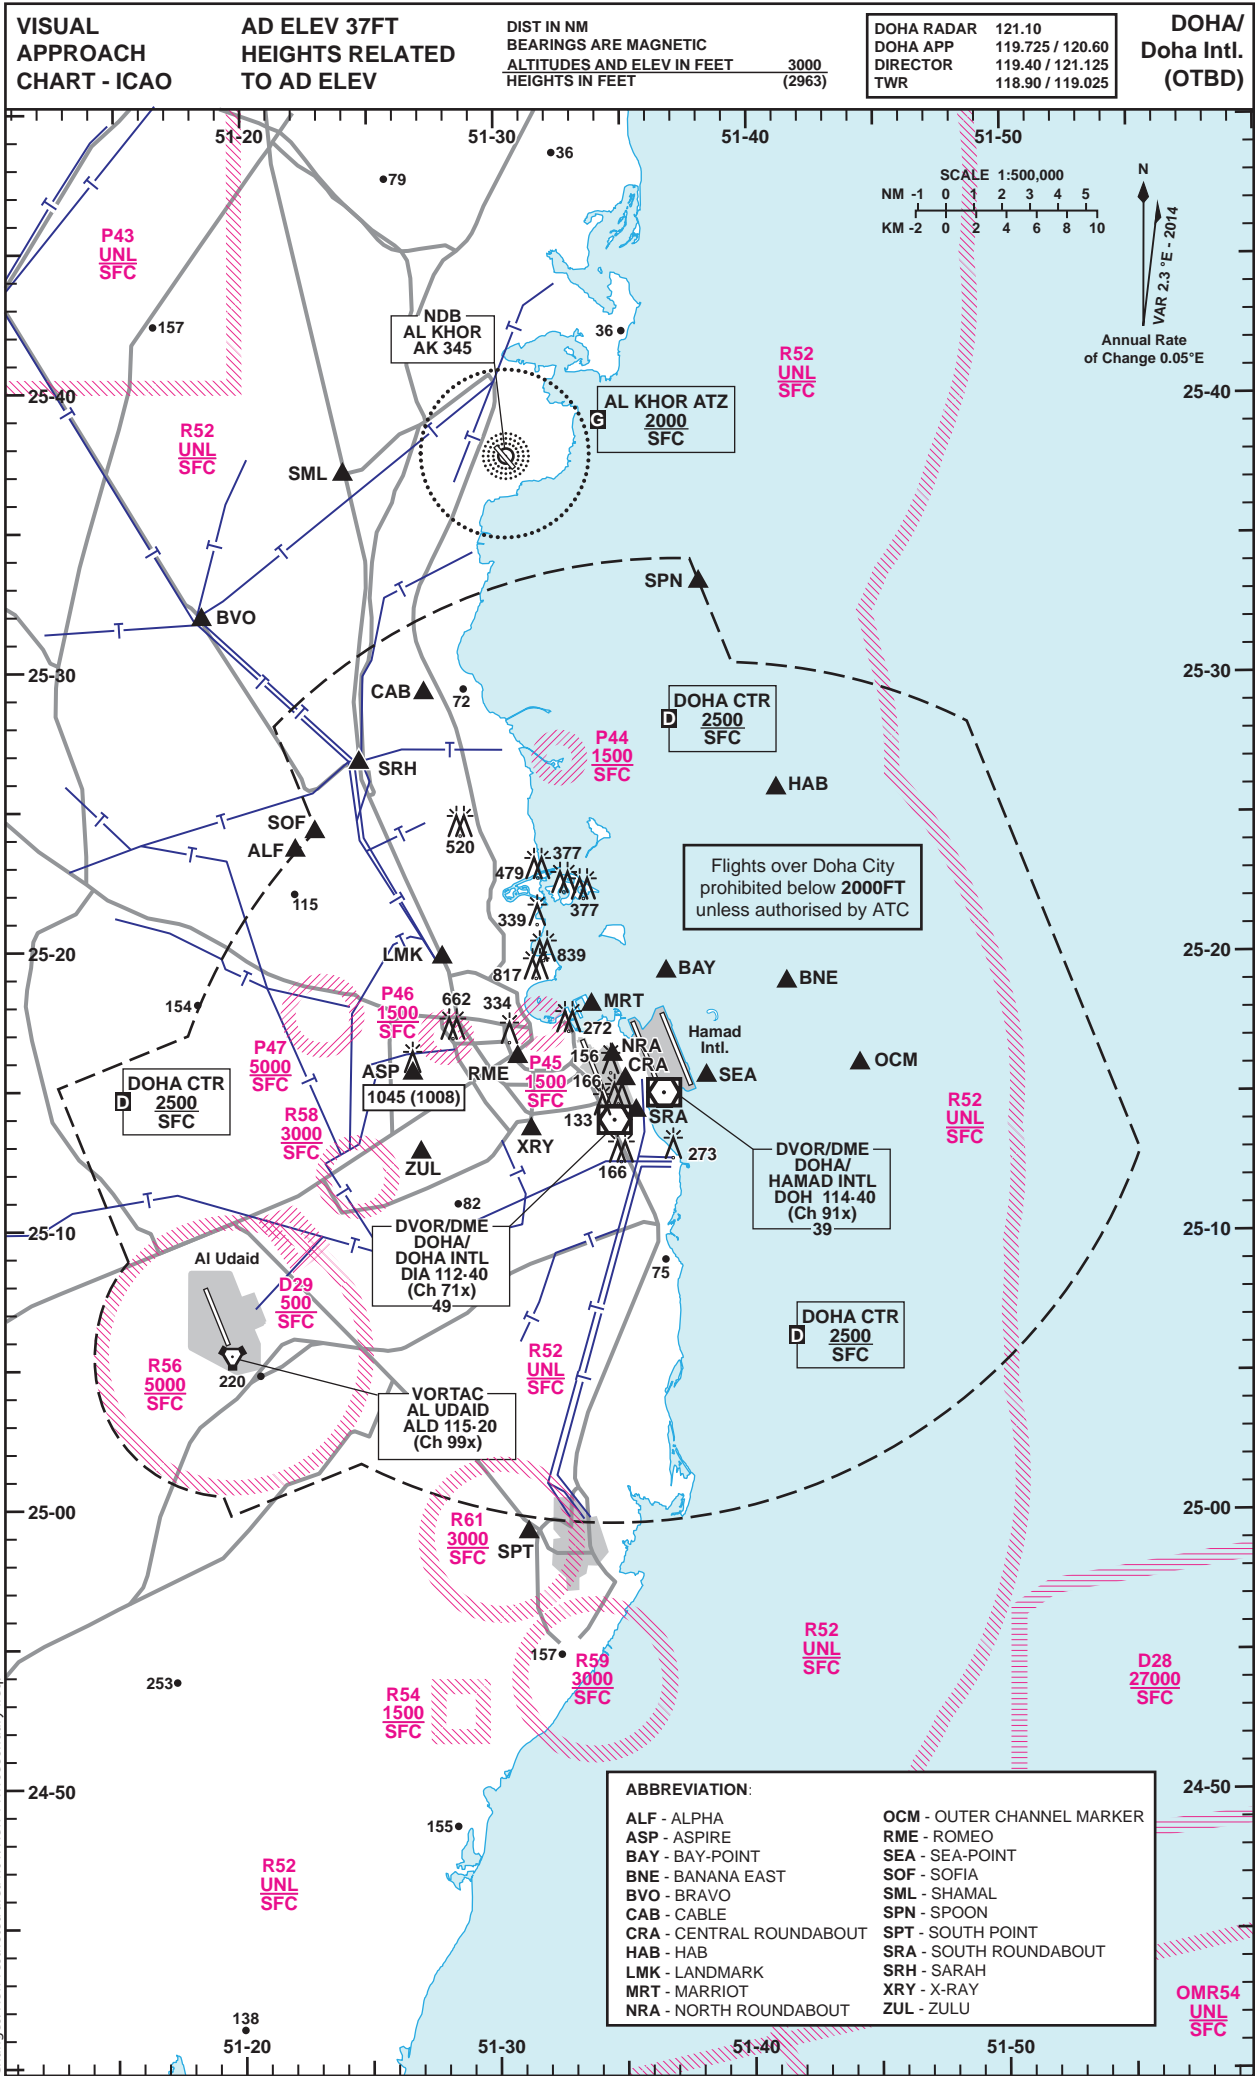 VISUAL
APPROACH
CHART - ICAO
AD ELEV 37FT
HEIGHTS RELATED
TO AD ELEV
DIST IN NM
BEARINGS ARE MAGNETIC
ALTITUDES AND ELEV IN FEET 3000
HEIGHTS IN FEET (2963)
DOHA RADAR 121.10
DOHA APP 119.725 / 120.60
DIRECTOR 119.40 / 121.125
TWR 118.90 / 119.025
DOHA/
Doha Intl.
(OTBD)
51-20 51-30 51-40 51-50
36
79
SCALE 1:500,000
NM -1 0 1 2 3 4 5
KM -2 0 2 4 6 8 10
N
VAR 2.3 °E - 2014
Annual Rate
of Change 0.05°E
P43
UNL
SFC
157
NDB
AL KHOR
AK 345
36
R52
UNL
SFC
25-40 25-40
AL KHOR ATZ
G 2000
SFC
R52
UNL
SFC
SML
SPN
BVO
25-30 25-30
CAB
72
DOHA CTR
D 2500
SFC
P44
1500
SFC
SRH
HAB
SOF
ALF
520
479
377
377
115
339
Flights over Doha City
prohibited below 2000FT
unless authorised by ATC
25-20 25-20
LMK
839
817
BAY
BNE
154
P46
1500
SFC
662
334
MRT
272
Hamad
Intl.
P47
5000
SFC
ASP
1045 (1008)
RME
P45
1500
SFC
156
NRA
CRA
166
SEA
OCM
DOHA CTR
D 2500
SFC
R58
3000
SFC
133
SRA
R52
UNL
SFC
XRY
ZUL
166
273
DVOR/DME
DOHA/
HAMAD INTL
DOH 114·40
(Ch 91x)
39
82
25-10 25-10
DVOR/DME
DOHA/
DOHA INTL
DIA 112·40
(Ch 71x)
49
Al Udaid
75
D29
500
SFC
DOHA CTR
D 2500
SFC
R56
5000
SFC
220
R52
UNL
SFC
VORTAC
AL UDAID
ALD 115·20
(Ch 99x)
25-00 25-00
R61
3000
SFC
SPT
157
R59
3000
SFC
R52
UNL
SFC
D28
27000
SFC
253
R54
1500
SFC
24-50 24-50
155
R52
UNL
SFC
138
ABBREVIATION:
ALF - ALPHA
ASP - ASPIRE
BAY - BAY-POINT
BNE - BANANA EAST
BVO - BRAVO
CAB - CABLE
CRA - CENTRAL ROUNDABOUT
HAB - HAB
LMK - LANDMARK
MRT - MARRIOT
NRA - NORTH ROUNDABOUT
OCM - OUTER CHANNEL MARKER
RME - ROMEO
SEA - SEA-POINT
SOF - SOFIA
SML - SHAMAL
SPN - SPOON
SPT - SOUTH POINT
SRA - SOUTH ROUNDABOUT
SRH - SARAH
XRY - X-RAY
ZUL - ZULU
OMR54
UNL
SFC
51-20 51-30 51-40 51-50